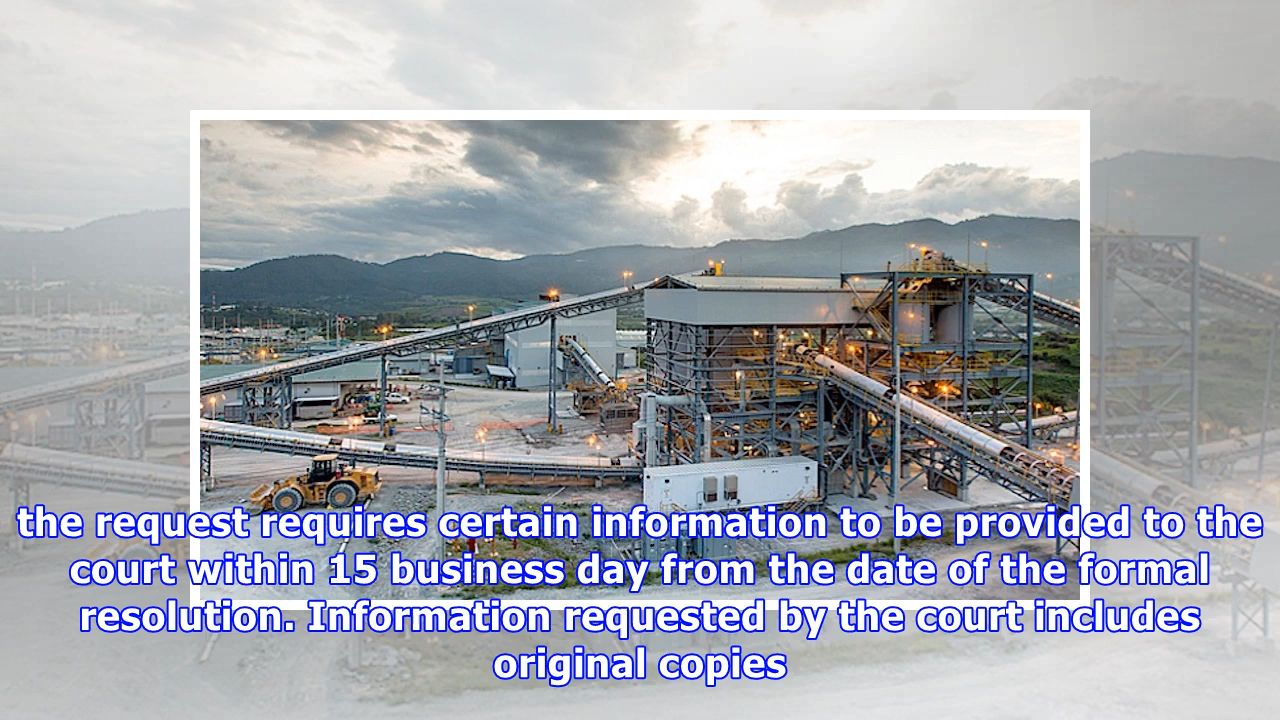 the request requires certain information to be provided to the
court within 15 business day from the date of the formal
resolution. Information requested by the court includes
original copies